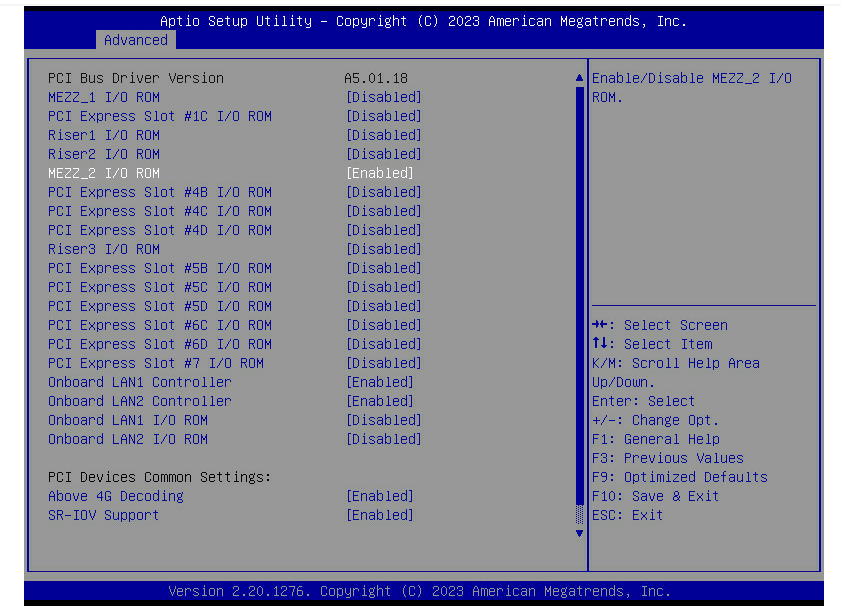 Aptio Setup Utility – Copyright (C) 2023 American Megatrends, Inc.
Advanced
PCI Bus Driver Version A5.01.18
MEZZ_1 I/O ROM [Disabled]
PCI Express Slot #1C I/O ROM [Disabled]
Riser1 I/O ROM [Disabled]
Riser2 I/O ROM [Disabled]
MEZZ_2 I/O ROM [Enabled]
PCI Express Slot #4B I/O ROM [Disabled]
PCI Express Slot #4C I/O ROM [Disabled]
PCI Express Slot #4D I/O ROM [Disabled]
Riser3 I/O ROM [Disabled]
PCI Express Slot #5B I/O ROM [Disabled]
PCI Express Slot #5C I/O ROM [Disabled]
PCI Express Slot #5D I/O ROM [Disabled]
PCI Express Slot #6C I/O ROM [Disabled]
PCI Express Slot #6D I/O ROM [Disabled]
PCI Express Slot #7 I/O ROM [Disabled]
Onboard LAN1 Controller [Enabled]
Onboard LAN2 Controller [Enabled]
Onboard LAN1 I/O ROM [Disabled]
Onboard LAN2 I/O ROM [Disabled]
PCI Devices Common Settings:
Above 4G Decoding [Enabled]
SR-IOV Support [Enabled]
Enable/Disable MEZZ_2 I/O
ROM.
→←: Select Screen
↑↓: Select Item
K/M: Scroll Help Area
Up/Down.
Enter: Select
+/-: Change Opt.
F1: General Help
F3: Previous Values
F9: Optimized Defaults
F10: Save & Exit
ESC: Exit
Version 2.20.1276. Copyright (C) 2023 American Megatrends, Inc.